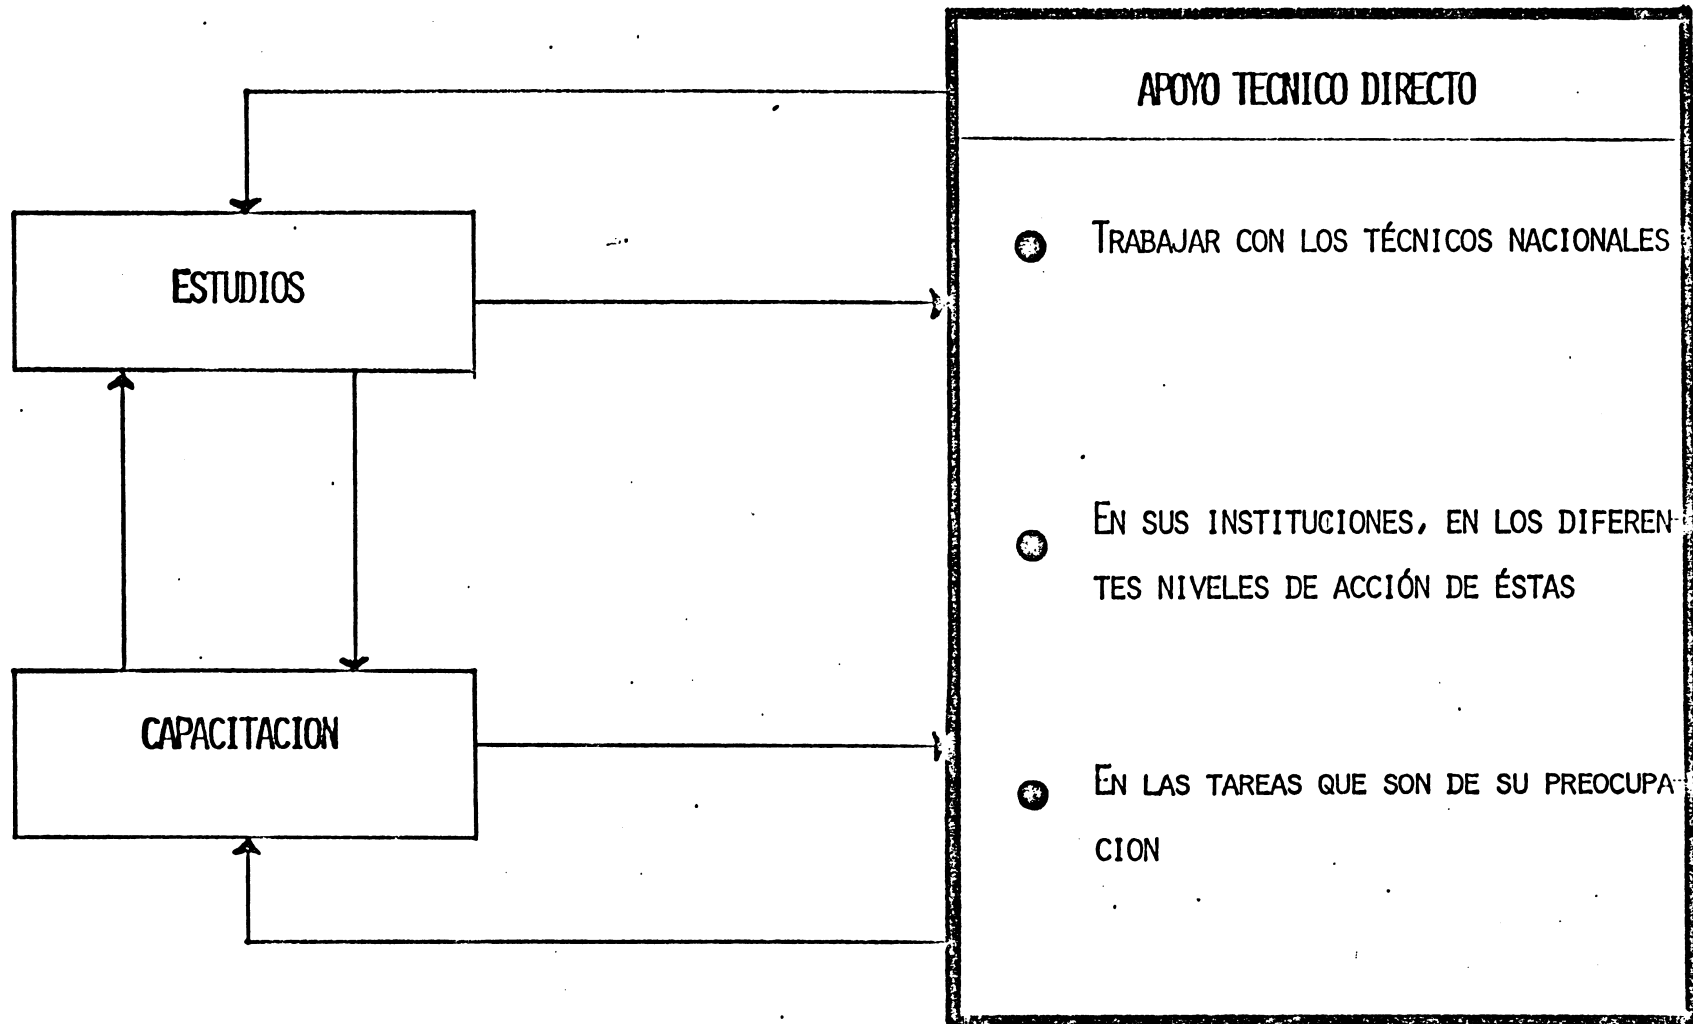 APOYO TECNICO DIRECTO
ESTUDIOS
CAPACITACION
TRABAJAR CON LOS TÉCNICOS NACIONALES
EN SUS INSTITUCIONES, EN LOS DIFEREN-
TES NIVELES DE ACCIÓN DE ÉSTAS
EN LAS TAREAS QUE SON DE SU PREOCUPA-
CION